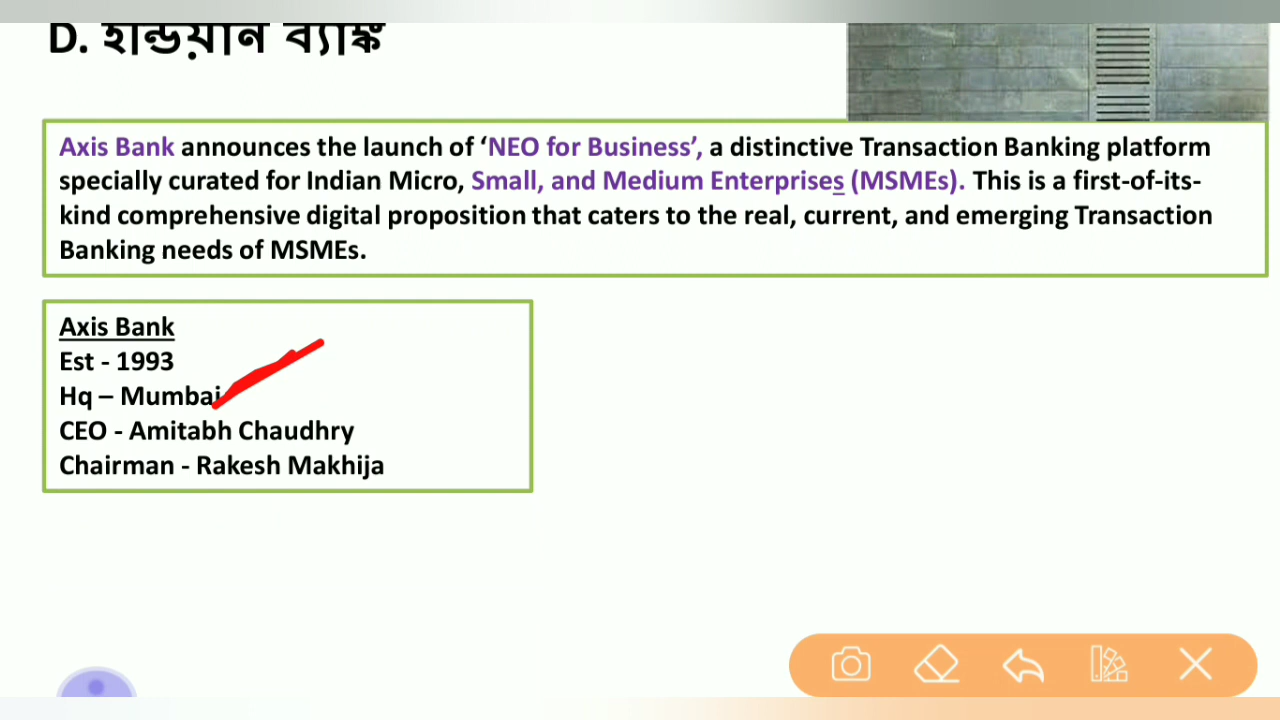 D. ইন্ডিয়ান ব্যাঙ্ক
Axis Bank announces the launch of ‘NEO for Business’, a distinctive Transaction Banking platform
specially curated for Indian Micro, Small, and Medium Enterprises (MSMEs). This is a first-of-its-
kind comprehensive digital proposition that caters to the real, current, and emerging Transaction
Banking needs of MSMEs.
Axis Bank
Est - 1993
Hq – Mumbai
CEO - Amitabh Chaudhry
Chairman - Rakesh Makhija